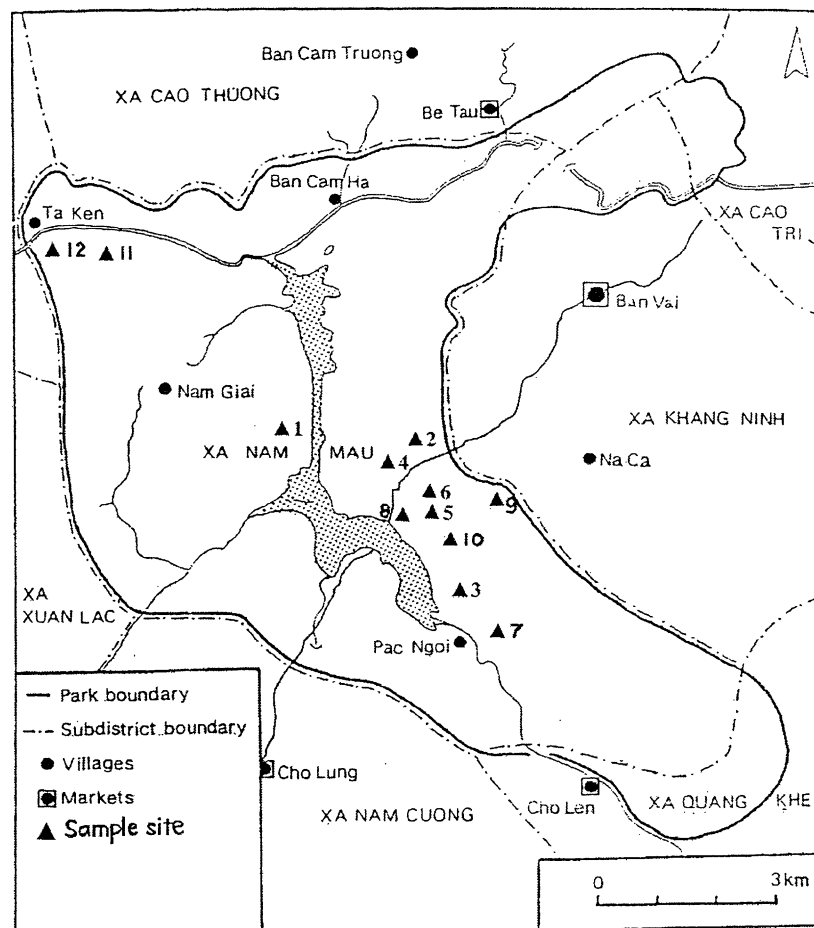 Ban Cam Truong
XA CAO THUONG
Be Tau
Ban Cam Ha
Ta Ken
XA CAO
TRI
12
11
Ban Vai
Nam Giai
XA KHANG NINH
1
2
XA NAM MAU
4
Na Ca
6
9
8
5
10
XA
XUAN LAC
3
7
Pac Ngoi
Park boundary
Subdistrict boundary
Villages
Markets
Sample site
Cho Lung
Cho Len
XA QUANG KHE
XA NAM CUONG
0 3km